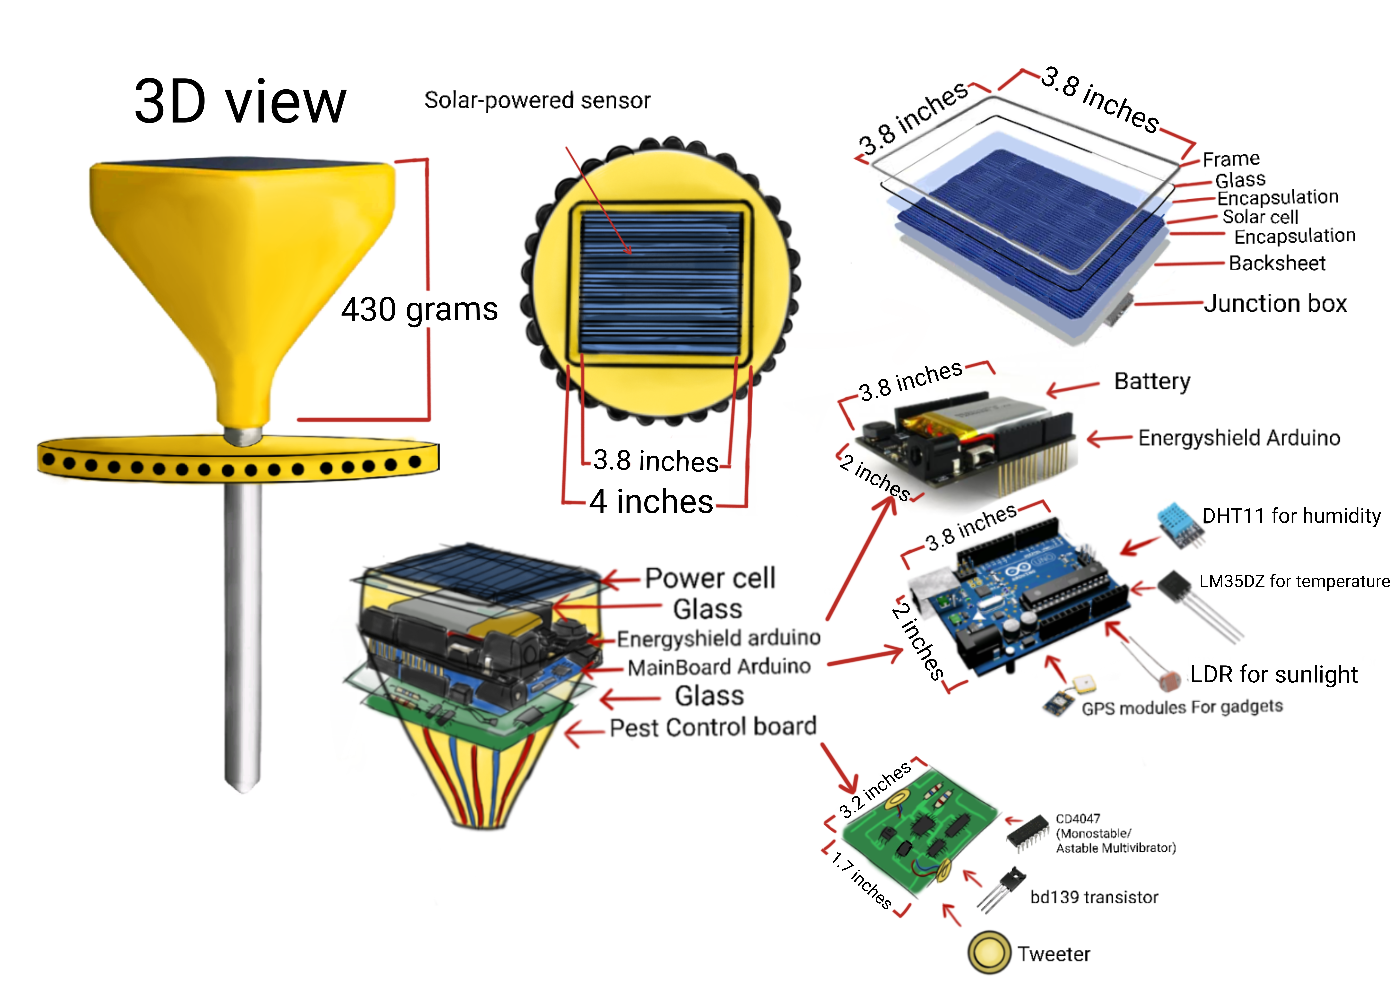 3D view
Solar-powered sensor
430 grams
3.8 inches
4 inches
3.8 inches
3.8 inches
Frame
Glass
Encapsulation
Solar cell
Encapsulation
Backsheet
Junction box
3.8 inches
2 inches
Battery
Energyshield Arduino
Power cell
Glass
Energyshield arduino
MainBoard Arduino
Glass
Pest Control board
3.8 inches
2 inches
DHT11 for humidity
LM35DZ for temperature
LDR for sunlight
GPS modules For gadgets
3.2 inches
1.7 inches
CD4047
(Monostable/
Astable Multivibrator)
bd139 transistor
Tweeter